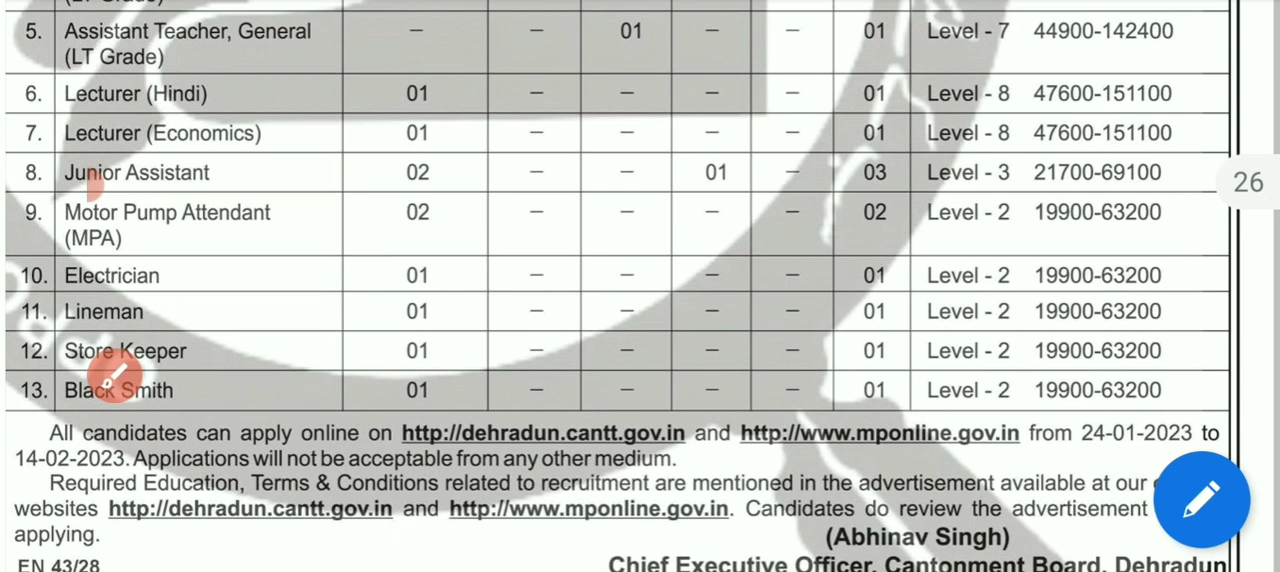 (LT Grade)
5. Assistant Teacher, General – – 01 – – 01 Level - 7 44900-142400
(LT Grade)
6. Lecturer (Hindi) 01 – – – – 01 Level - 8 47600-151100
7. Lecturer (Economics) 01 – – – – 01 Level - 8 47600-151100
8. Junior Assistant 02 – – 01 – 03 Level - 3 21700-69100
26
9. Motor Pump Attendant 02 – – – – 02 Level - 2 19900-63200
(MPA)
10. Electrician 01 – – – – 01 Level - 2 19900-63200
11. Lineman 01 – – – – 01 Level - 2 19900-63200
12. Store Keeper 01 – – – – 01 Level - 2 19900-63200
13. Black Smith 01 – – – – 01 Level - 2 19900-63200
All candidates can apply online on http://dehradun.cantt.gov.in and http://www.mponline.gov.in from 24-01-2023 to
14-02-2023. Applications will not be acceptable from any other medium.
Required Education, Terms & Conditions related to recruitment are mentioned in the advertisement available at our
websites http://dehradun.cantt.gov.in and http://www.mponline.gov.in. Candidates do review the advertisement
applying.
(Abhinav Singh)
EN 43/28
Chief Executive Officer, Cantonment Board, Dehradun